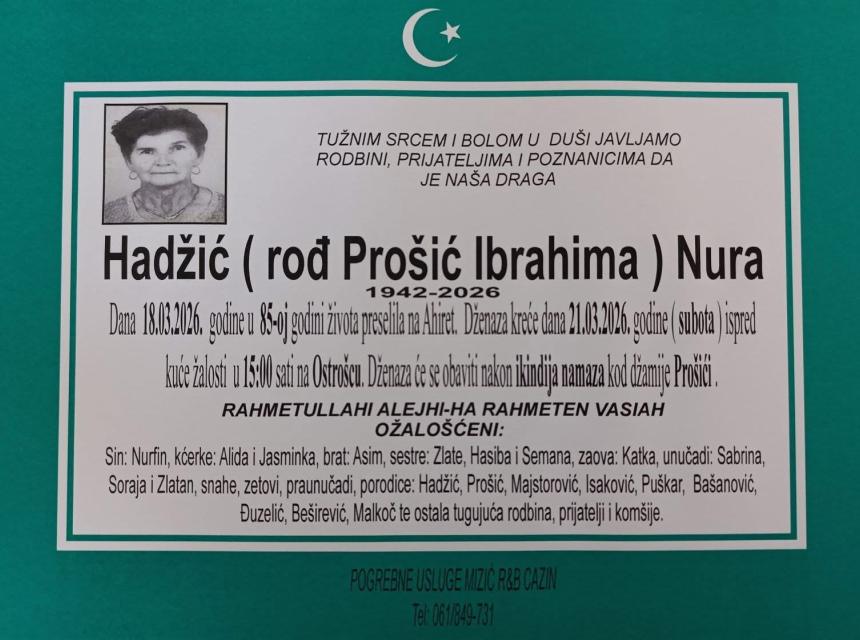 TUŽNIM SRCEM I BOLOM U DUŠI JAVLJAMO
RODBINI, PRIJATELJIMA I POZNANICIMA DA
JE NAŠA DRAGA
Hadžić ( rođ Prošić Ibrahima ) Nura
1942-2026
Dana 18.03.2026. godine u 85-oj godini života preselila na Ahiret. Dženaza kreće dana 21.03.2026. godine ( subota ) ispred
kuće žalosti u 15:00 sati na Ostrošcu. Dženaza će se obaviti nakon ikindija namaza kod džamije Prošići .
RAHMETULLAHI ALEJHI-HA RAHMETEN VASIAH
OŽALOŠĆENI:
Sin: Nurfin, kćerke: Alida i Jasminka, brat: Asim, sestre: Zlate, Hasiba i Semana, zaova: Katka, unučadi: Sabrina,
Soraja i Zlatan, snahe, zetovi, praunučadi, porodice: Hadžić, Prošić, Majstorović, Isaković, Puškar, Bašanović,
Đuzelić, Beširević, Malkoč te ostala tugujuća rodbina, prijatelji i komšije.
POGREBNE USLUGE MIZIĆ R&B CAZIN
Tel: 061/849-731